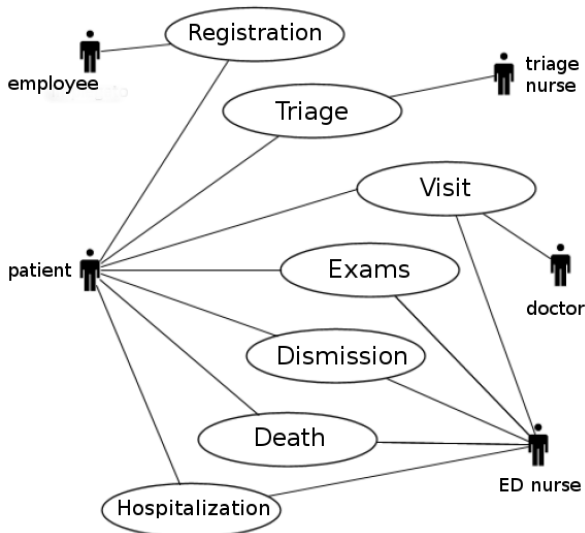 Registration
employee
triage
nurse
Triage
Visit
patient
Exams
doctor
Dismission
Death
ED nurse
Hospitalization